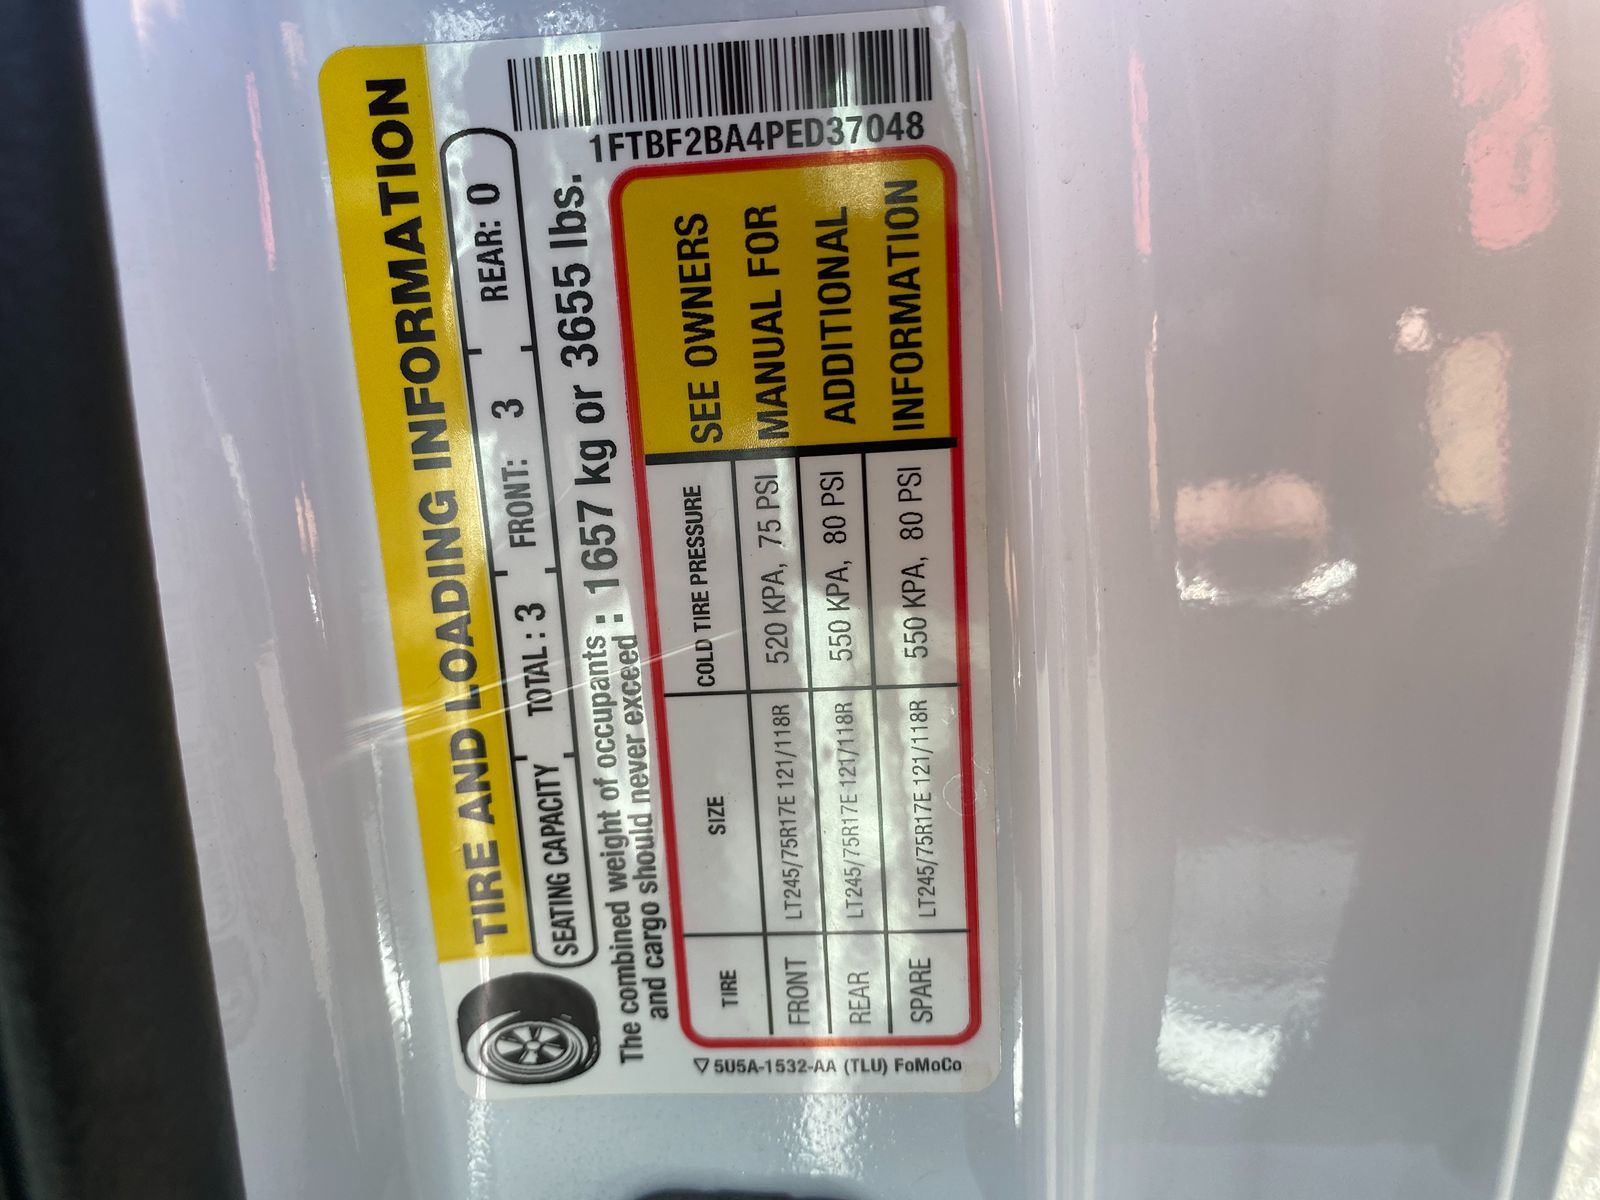 TIRE AND LOADING INFORMATION
SEATING CAPACITY TOTAL : 3 FRONT: 3 REAR: 0
The combined weight of occupants : 1657 kg or 3655 lbs.
and cargo should never exceed :
1FTBF2BA4PED37048
TIRE SIZE COLD TIRE PRESSURE
FRONT LT245/75R17E 121/118R 520 KPA, 75 PSI
REAR LT245/75R17E 121/118R 550 KPA, 80 PSI
SPARE LT245/75R17E 121/118R 550 KPA, 80 PSI
SEE OWNERS
MANUAL FOR
ADDITIONAL
INFORMATION
5U5A-1532-AA (TLU) FoMoCo